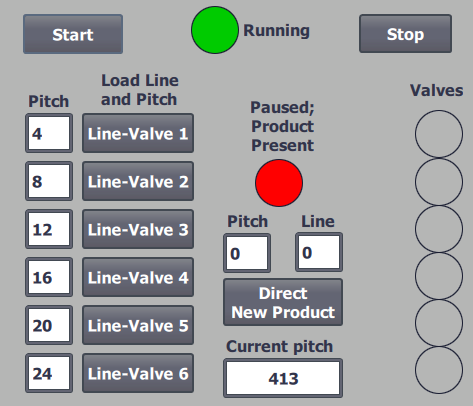 Start
Running
Stop
Pitch
Load Line
and Pitch
4
Line-Valve 1
8
Line-Valve 2
12
Line-Valve 3
16
Line-Valve 4
20
Line-Valve 5
24
Line-Valve 6
Paused;
Product
Present
Pitch
Line
0
0
Direct
New Product
Current pitch
413
Valves